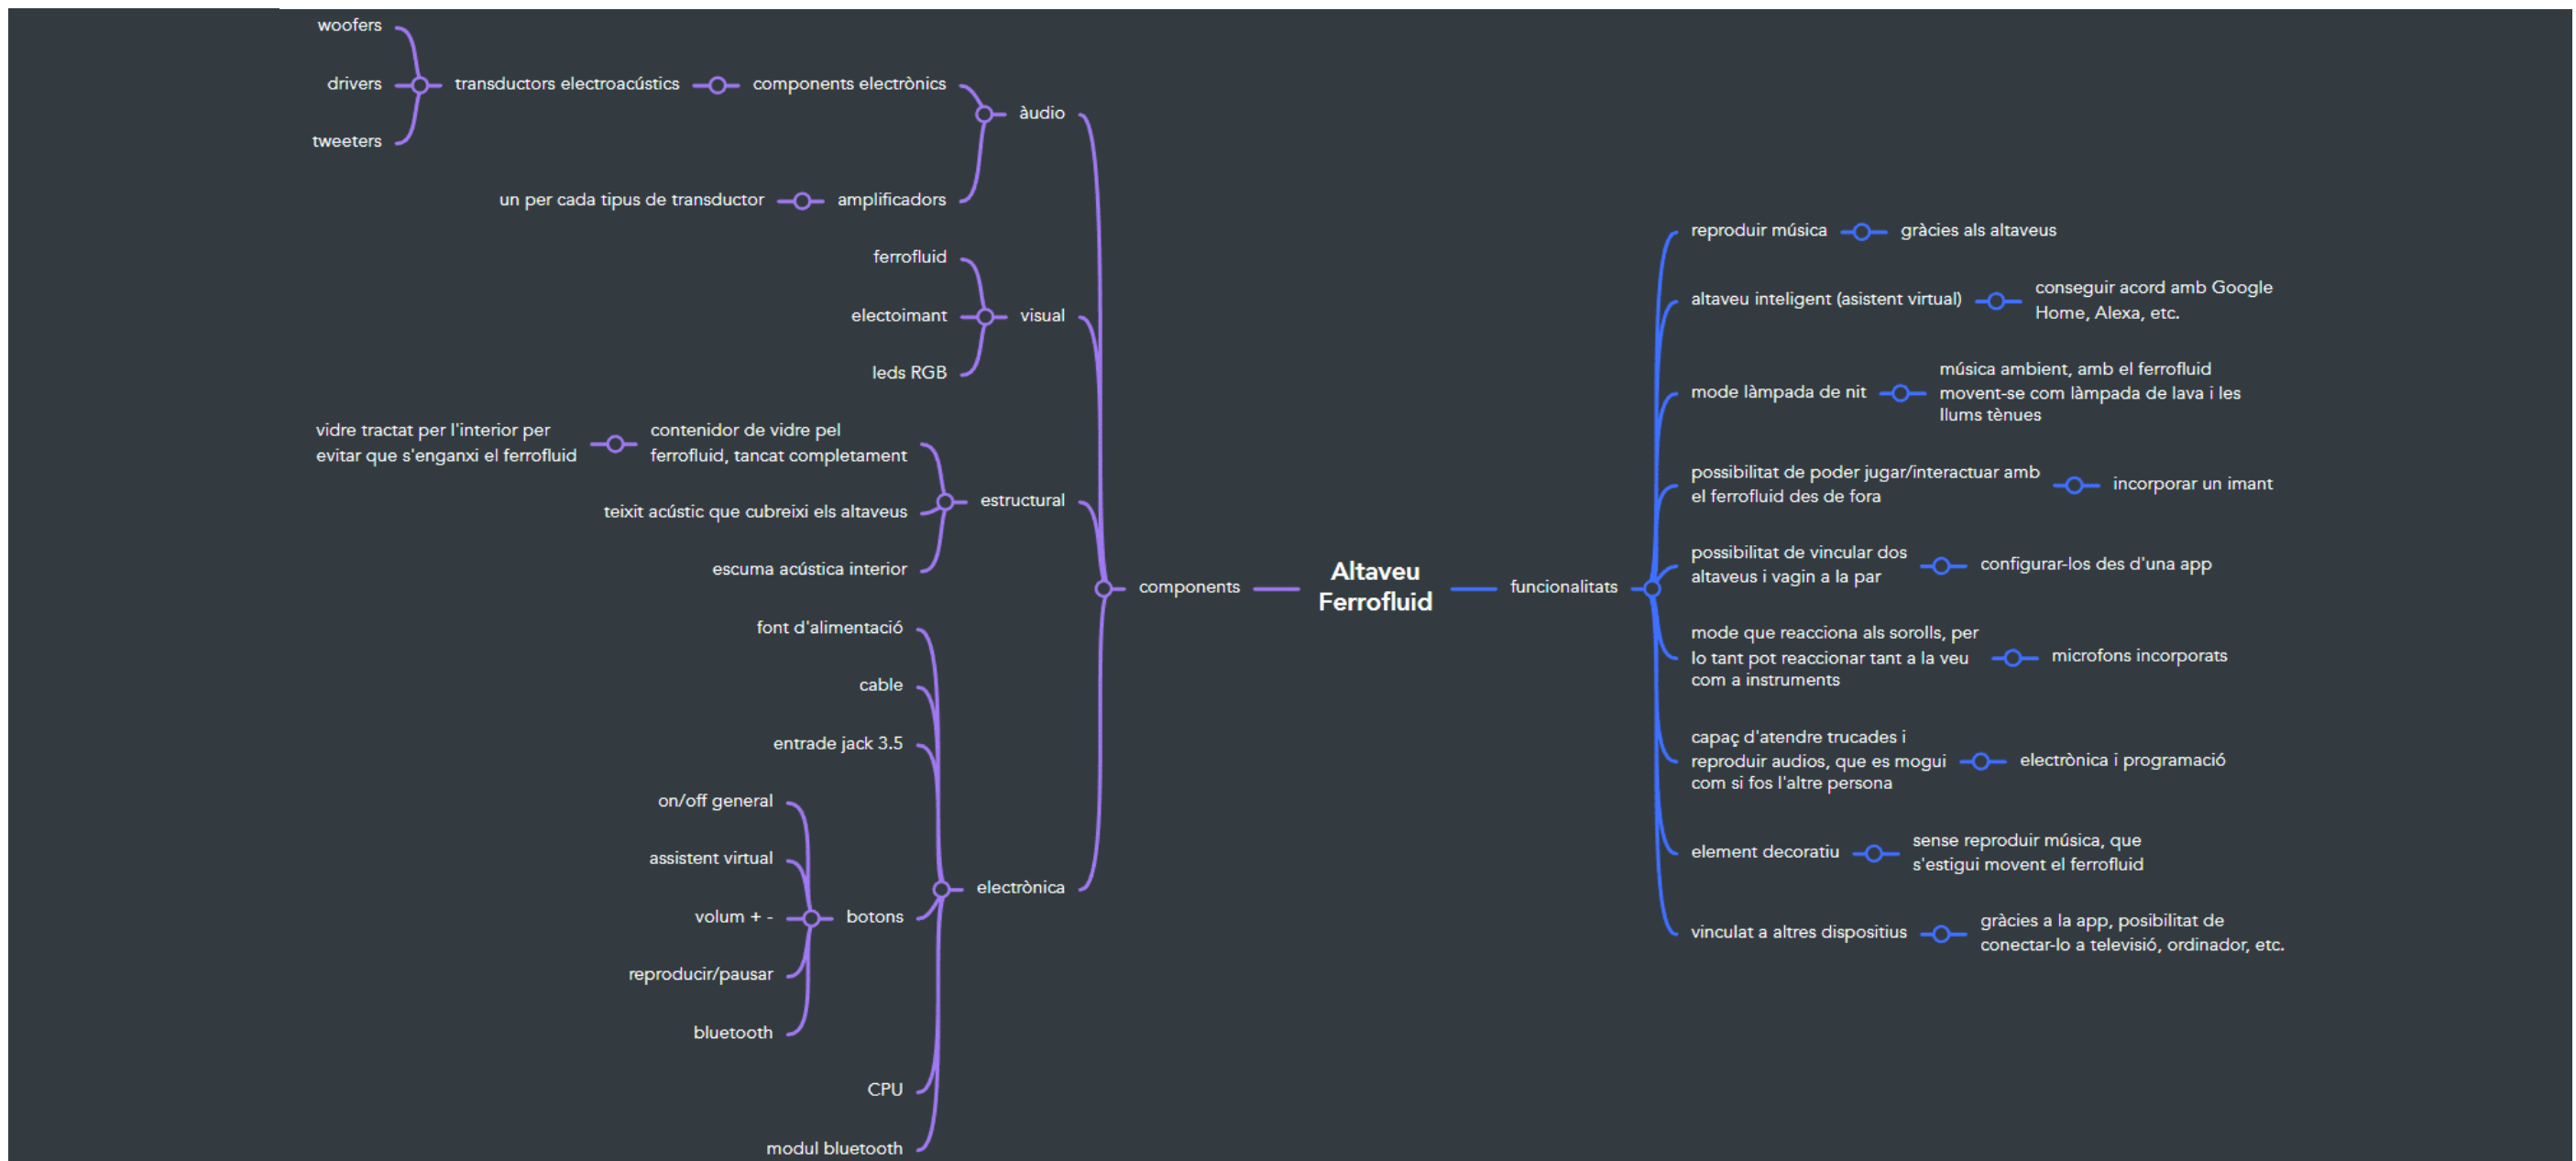 woofers
drivers
tweeters
transductors electroacústics
components electrònics
àudio
un per cada tipus de transductor
amplificadors
ferrofluid
electoimant
leds RGB
visual
vidre tractat per l'interior per
evitar que s'enganxi el ferrofluid
contenidor de vidre pel
ferrofluid, tancat completament
teixit acústic que cubreixi els altaveus
escuma acústica interior
estructural
font d'alimentació
cable
entrade jack 3.5
on/off general
assistent virtual
volum + -
reproducir/pausar
bluetooth
botons
CPU
modul bluetooth
electrònica
components
Altaveu
Ferrofluid
funcionalitats
reproduir música
gràcies als altaveus
altaveu inteligent (asistent virtual)
conseguir acord amb Google
Home, Alexa, etc.
mode làmpada de nit
música ambient, amb el ferrofluid
movent-se com làmpada de lava i les
llums tènues
possibilitat de poder jugar/interactuar amb
el ferrofluid des de fora
incorporar un imant
possibilitat de vincular dos
altaveus i vagin a la par
configurar-los des d'una app
mode que reacciona als sorolls, per
lo tant pot reaccionar tant a la veu
com a instruments
microfons incorporats
capaç d'atendre trucades i
reproduir audios, que es mogui
com si fos l'altre persona
electrònica i programació
element decoratiu
sense reproduir música, que
s'estigui movent el ferrofluid
vinculat a altres dispositius
gràcies a la app, posibilitat de
conectar-lo a televisió, ordinador, etc.